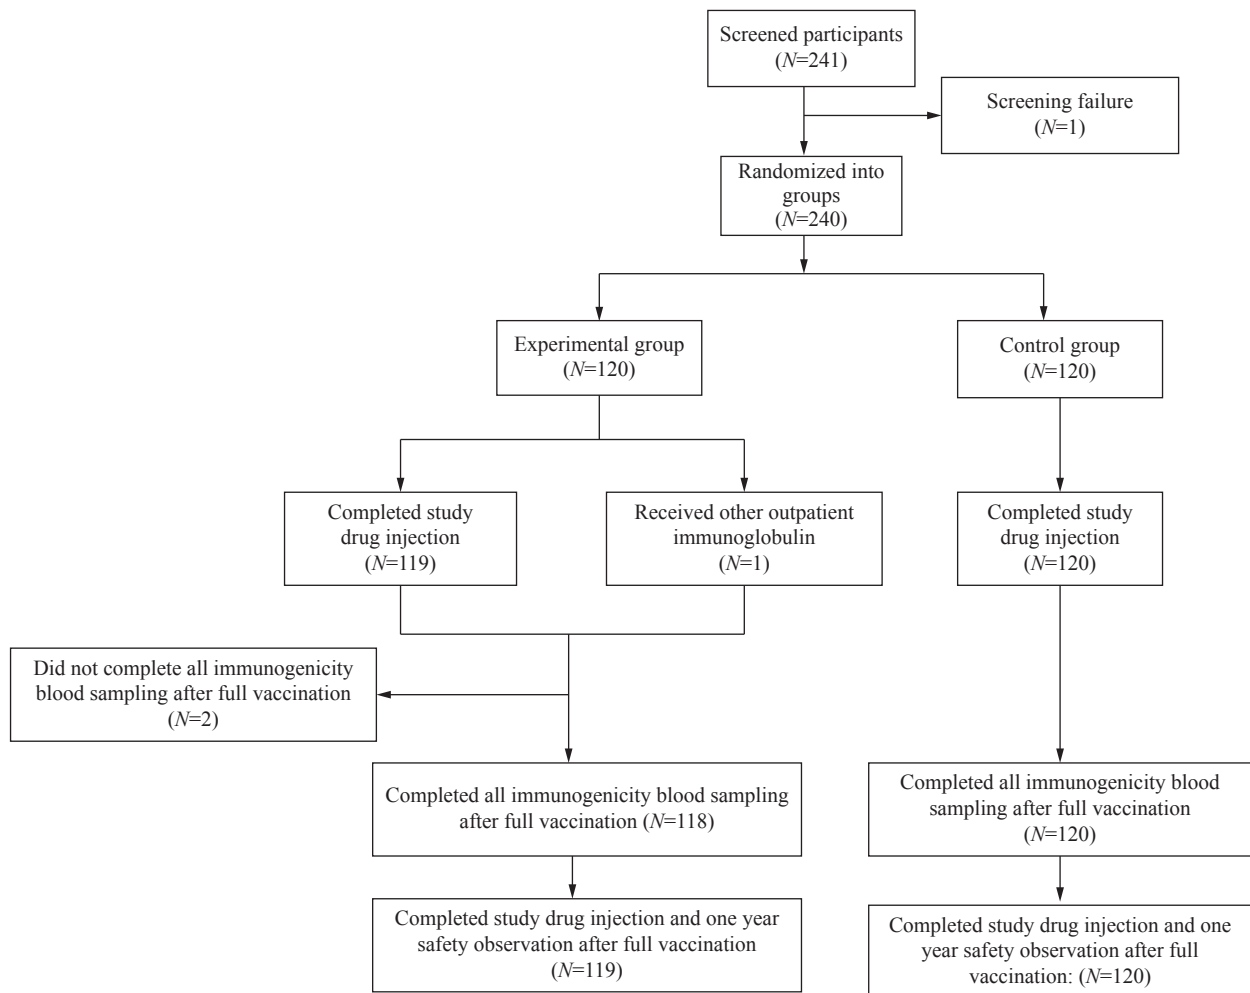 Screened participants
(N=241)
Screening failure
(N=1)
Randomized into
groups
(N=240)
Experimental group
(N=120)
Control group
(N=120)
Completed study
drug injection
(N=119)
Received other outpatient
immunoglobulin
(N=1)
Completed study
drug injection
(N=120)
Did not complete all immunogenicity
blood sampling after full vaccination
(N=2)
Completed all immunogenicity blood sampling
after full vaccination (N=118)
Completed all immunogenicity blood
sampling after full vaccination
(N=120)
Completed study drug injection and one year
safety observation after full vaccination
(N=119)
Completed study drug injection and one
year safety observation after full
vaccination: (N=120)